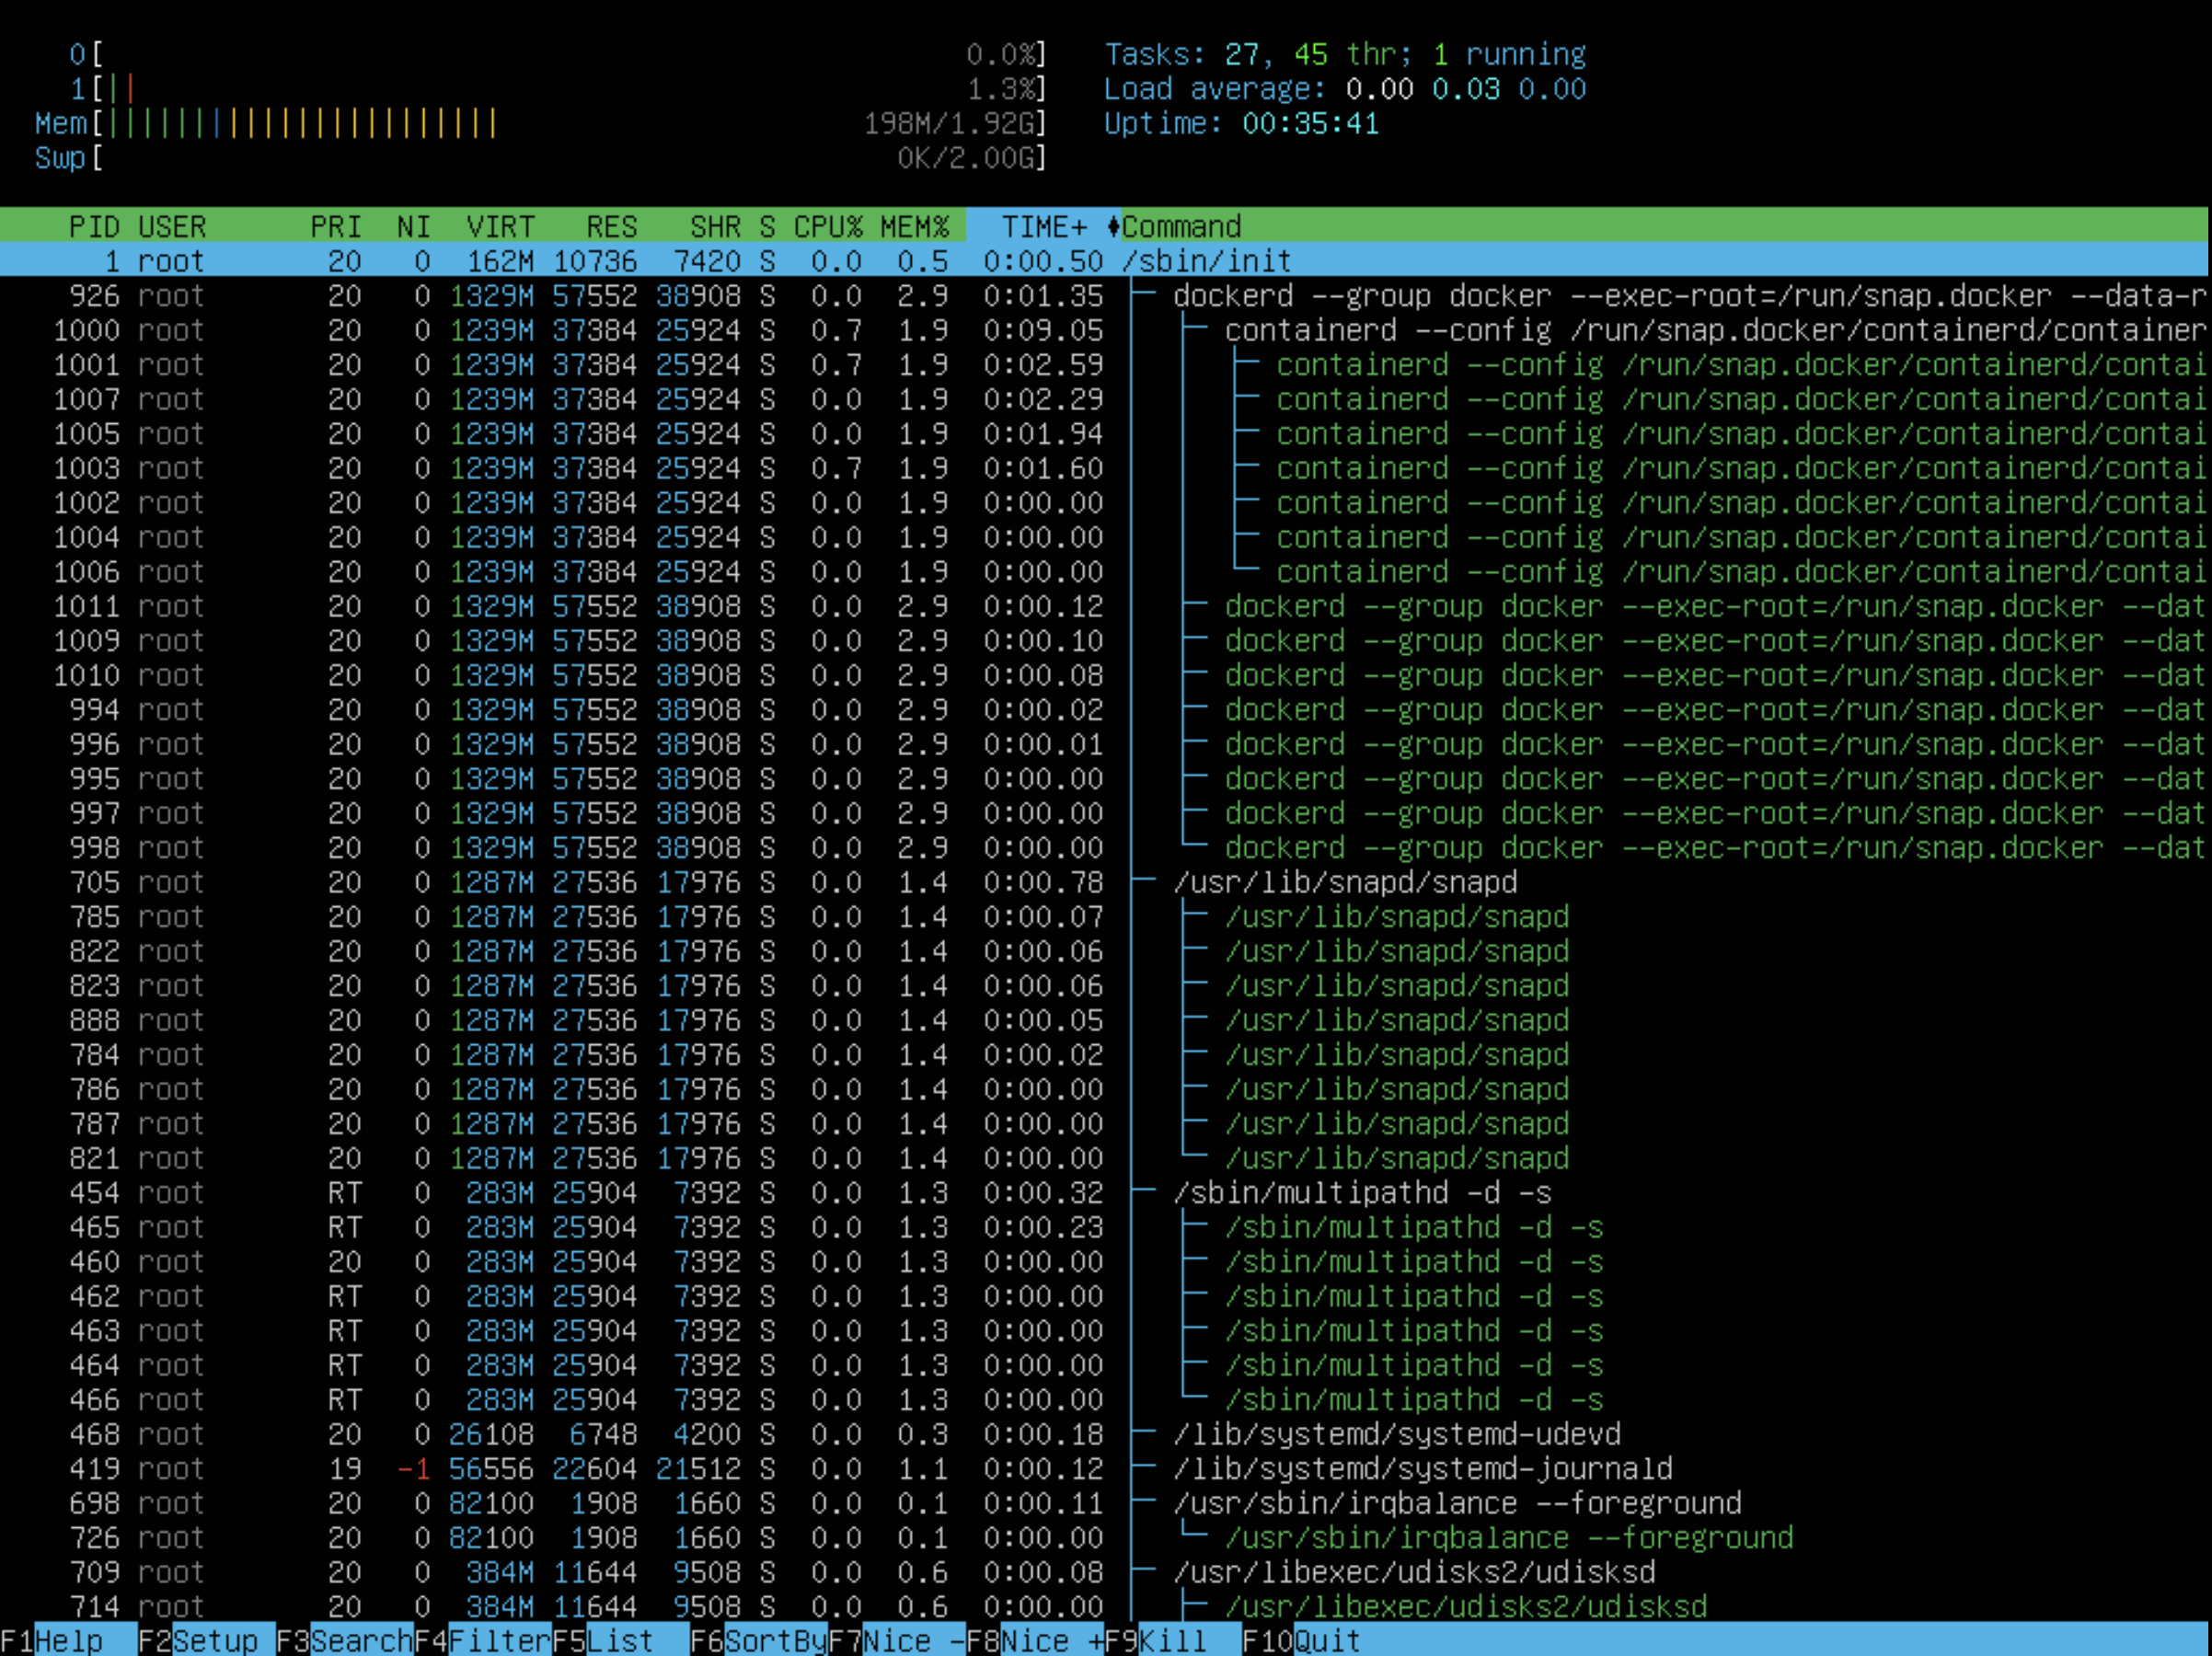 0[ 0.0%] Tasks: 27, 45 thr; 1 running
1[|| 1.3%] Load average: 0.00 0.03 0.00
Mem[||||||||||||||||||||||||||| 198M/1.92G] Uptime: 00:35:41
Swp[ 0K/2.00G]
PID USER PRI NI VIRT RES SHR S CPU% MEM% TIME+ Command
1 root 20 0 162M 10736 7420 S 0.0 0.5 0:00.50 /sbin/init
926 root 20 0 1329M 57552 38908 S 0.0 2.9 0:01.35 dockerd --group docker --exec-root=/run/snap.docker --data-r
1000 root 20 0 1239M 37384 25924 S 0.7 1.9 0:09.05 containerd --config /run/snap.docker/containerd/container
1001 root 20 0 1239M 37384 25924 S 0.7 1.9 0:02.59 containerd --config /run/snap.docker/containerd/contai
1007 root 20 0 1239M 37384 25924 S 0.0 1.9 0:02.29 containerd --config /run/snap.docker/containerd/contai
1005 root 20 0 1239M 37384 25924 S 0.0 1.9 0:01.94 containerd --config /run/snap.docker/containerd/contai
1003 root 20 0 1239M 37384 25924 S 0.7 1.9 0:01.60 containerd --config /run/snap.docker/containerd/contai
1002 root 20 0 1239M 37384 25924 S 0.0 1.9 0:00.00 containerd --config /run/snap.docker/containerd/contai
1004 root 20 0 1239M 37384 25924 S 0.0 1.9 0:00.00 containerd --config /run/snap.docker/containerd/contai
1006 root 20 0 1239M 37384 25924 S 0.0 1.9 0:00.00 containerd --config /run/snap.docker/containerd/contai
1011 root 20 0 1329M 57552 38908 S 0.0 2.9 0:00.12 dockerd --group docker --exec-root=/run/snap.docker --dat
1009 root 20 0 1329M 57552 38908 S 0.0 2.9 0:00.10 dockerd --group docker --exec-root=/run/snap.docker --dat
1010 root 20 0 1329M 57552 38908 S 0.0 2.9 0:00.08 dockerd --group docker --exec-root=/run/snap.docker --dat
994 root 20 0 1329M 57552 38908 S 0.0 2.9 0:00.02 dockerd --group docker --exec-root=/run/snap.docker --dat
996 root 20 0 1329M 57552 38908 S 0.0 2.9 0:00.01 dockerd --group docker --exec-root=/run/snap.docker --dat
995 root 20 0 1329M 57552 38908 S 0.0 2.9 0:00.00 dockerd --group docker --exec-root=/run/snap.docker --dat
997 root 20 0 1329M 57552 38908 S 0.0 2.9 0:00.00 dockerd --group docker --exec-root=/run/snap.docker --dat
998 root 20 0 1329M 57552 38908 S 0.0 2.9 0:00.00 dockerd --group docker --exec-root=/run/snap.docker --dat
705 root 20 0 1287M 27536 17976 S 0.0 1.4 0:00.78 /usr/lib/snapd/snapd
785 root 20 0 1287M 27536 17976 S 0.0 1.4 0:00.07 /usr/lib/snapd/snapd
822 root 20 0 1287M 27536 17976 S 0.0 1.4 0:00.06 /usr/lib/snapd/snapd
823 root 20 0 1287M 27536 17976 S 0.0 1.4 0:00.06 /usr/lib/snapd/snapd
888 root 20 0 1287M 27536 17976 S 0.0 1.4 0:00.05 /usr/lib/snapd/snapd
784 root 20 0 1287M 27536 17976 S 0.0 1.4 0:00.02 /usr/lib/snapd/snapd
786 root 20 0 1287M 27536 17976 S 0.0 1.4 0:00.00 /usr/lib/snapd/snapd
787 root 20 0 1287M 27536 17976 S 0.0 1.4 0:00.00 /usr/lib/snapd/snapd
821 root 20 0 1287M 27536 17976 S 0.0 1.4 0:00.00 /usr/lib/snapd/snapd
454 root RT 0 283M 25904 7392 S 0.0 1.3 0:00.32 /sbin/multipathd -d -s
465 root RT 0 283M 25904 7392 S 0.0 1.3 0:00.23 /sbin/multipathd -d -s
460 root 20 0 283M 25904 7392 S 0.0 1.3 0:00.00 /sbin/multipathd -d -s
462 root RT 0 283M 25904 7392 S 0.0 1.3 0:00.00 /sbin/multipathd -d -s
463 root RT 0 283M 25904 7392 S 0.0 1.3 0:00.00 /sbin/multipathd -d -s
464 root RT 0 283M 25904 7392 S 0.0 1.3 0:00.00 /sbin/multipathd -d -s
466 root RT 0 283M 25904 7392 S 0.0 1.3 0:00.00 /sbin/multipathd -d -s
468 root 20 0 26108 6748 4200 S 0.0 0.3 0:00.18 /lib/systemd/systemd-udevd
419 root 19 -1 56556 22604 21512 S 0.0 1.1 0:00.12 /lib/systemd/systemd-journald
698 root 20 0 82100 1908 1660 S 0.0 0.1 0:00.11 /usr/sbin/irqbalance --foreground
726 root 20 0 82100 1908 1660 S 0.0 0.1 0:00.00 /usr/sbin/irqbalance --foreground
709 root 20 0 384M 11644 9508 S 0.0 0.6 0:00.08 /usr/libexec/udisks2/udisksd
714 root 20 0 384M 11644 9508 S 0.0 0.6 0:00.00 /usr/libexec/udisks2/udisksd
F1Help F2Setup F3SearchF4FilterF5List F6SortByF7Nice -F8Nice +F9Kill F10Quit